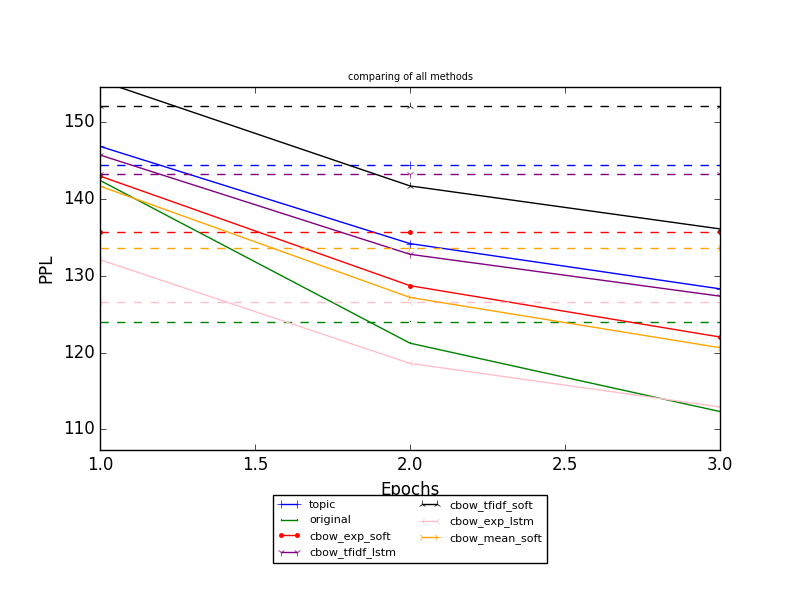 comparing of all methods
150
140
130
120
110
PPL
1.0 1.5 2.0 2.5 3.0
Epochs
topic
original
cbow_exp_soft
cbow_tfidf_lstm
cbow_tfidf_soft
cbow_exp_lstm
cbow_mean_soft